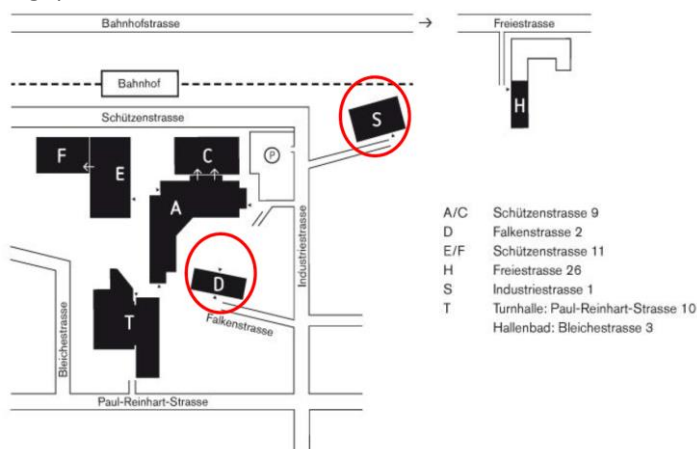 Bahnhofstrasse
→
Freiestrasse
Bahnhof
Schützenstrasse
S
H
F
E
C
P
A
D
T
Industriestrasse
Falkenstrasse
Bleichestrasse
Paul-Reinhart-Strasse
A/C Schützenstrasse 9
D Falkenstrasse 2
E/F Schützenstrasse 11
H Freiestrasse 26
S Industriestrasse 1
T Turnhalle: Paul-Reinhart-Strasse 10
Hallenbad: Bleichestrasse 3